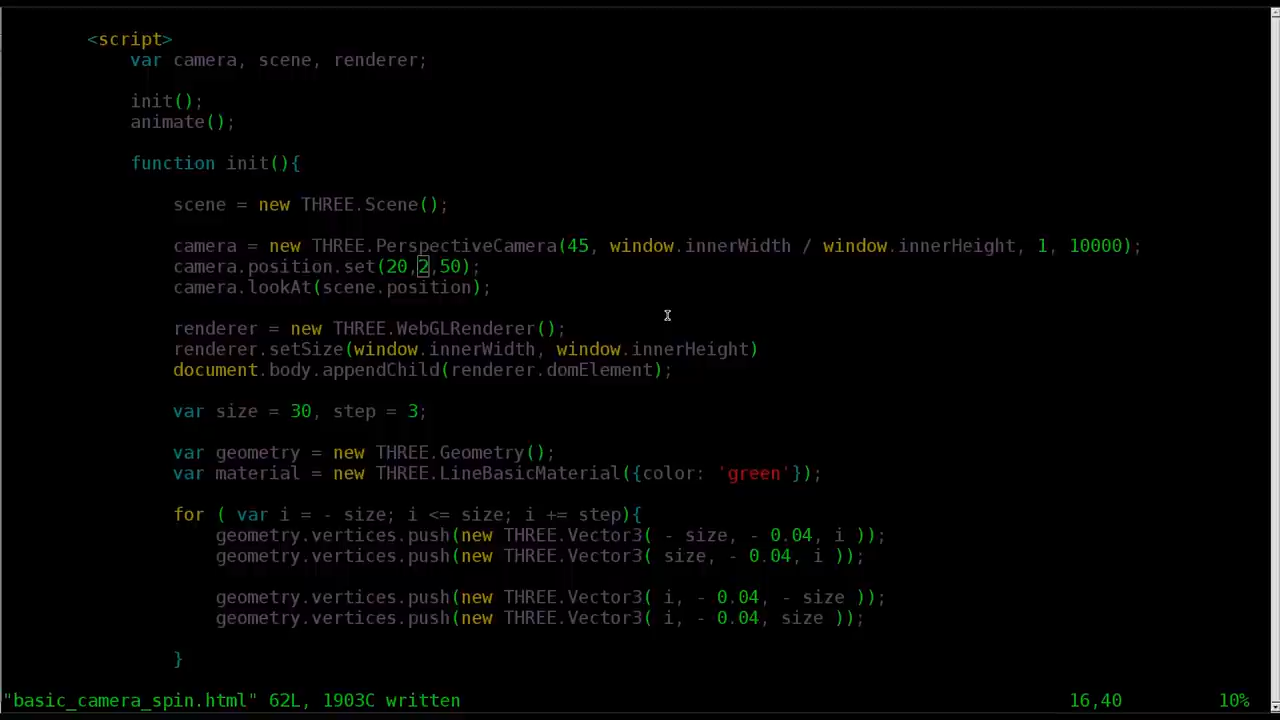 <script>
var camera, scene, renderer;
init();
animate();
function init(){
scene = new THREE.Scene();
camera = new THREE.PerspectiveCamera(45, window.innerWidth / window.innerHeight, 1, 10000);
camera.position.set(20,2,50);
camera.lookAt(scene.position);
renderer = new THREE.WebGLRenderer();
renderer.setSize(window.innerWidth, window.innerHeight)
document.body.appendChild(renderer.domElement);
var size = 30, step = 3;
var geometry = new THREE.Geometry();
var material = new THREE.LineBasicMaterial({color: 'green'});
for ( var i = - size; i <= size; i += step){
geometry.vertices.push(new THREE.Vector3( - size, - 0.04, i ));
geometry.vertices.push(new THREE.Vector3( size, - 0.04, i ));
geometry.vertices.push(new THREE.Vector3( i, - 0.04, - size ));
geometry.vertices.push(new THREE.Vector3( i, - 0.04, size ));
}
"basic_camera_spin.html" 62L, 1903C written 16,40 10%